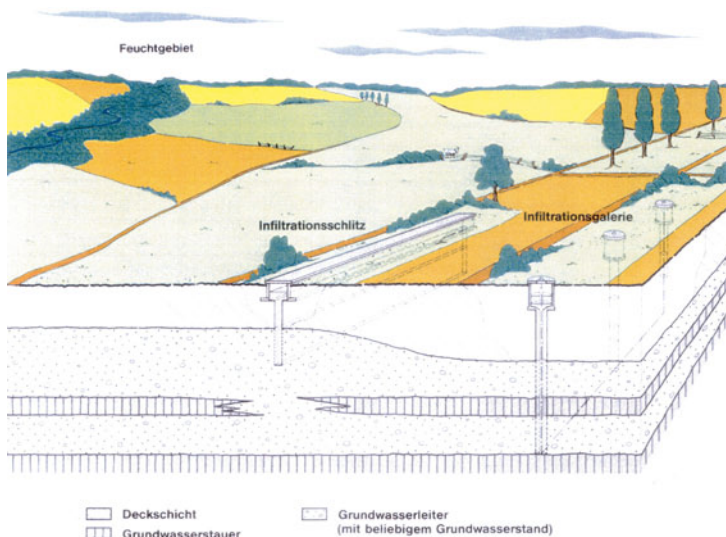 Feuchtgebiet
Infiltrationsschlitz
Infiltrationsgalerie
Deckschicht
Grundwasserstauer
Grundwasserleiter
(mit beliebigem Grundwasserstand)